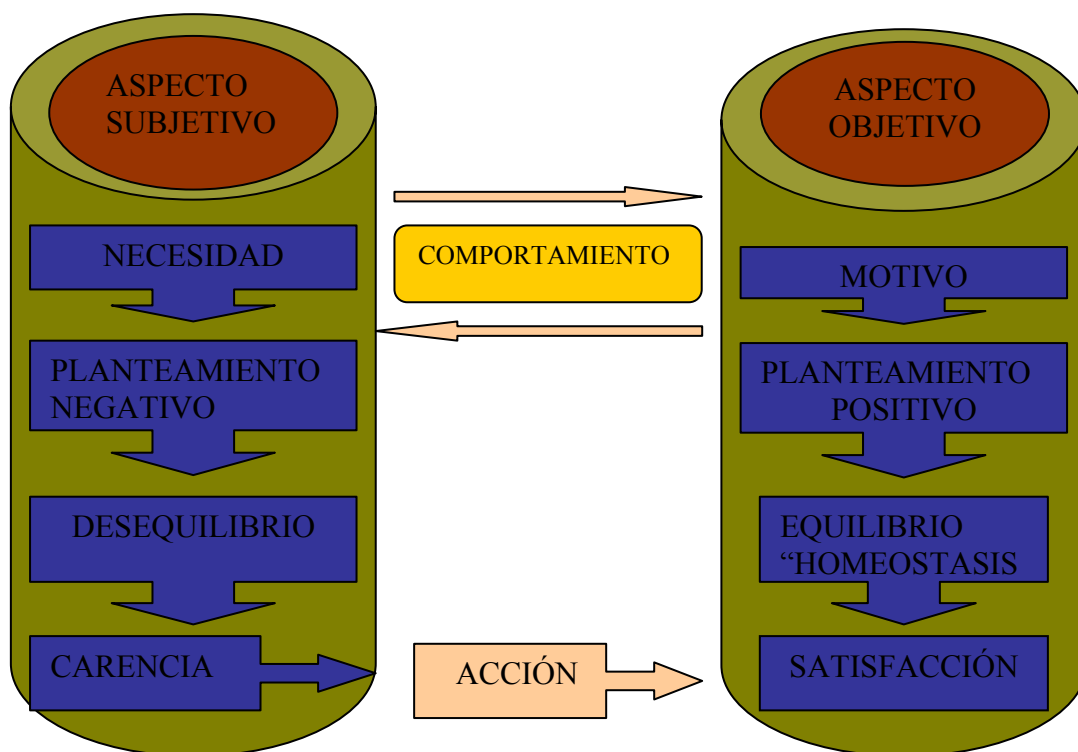 ASPECTO
SUBJETIVO
NECESIDAD
PLANTEAMIENTO
NEGATIVO
DESEQUILIBRIO
CARENCIA
COMPORTAMIENTO
ACCIÓN
ASPECTO
OBJETIVO
MOTIVO
PLANTEAMIENTO
POSITIVO
EQUILIBRIO
“HOMEOSTASIS
SATISFACCIÓN